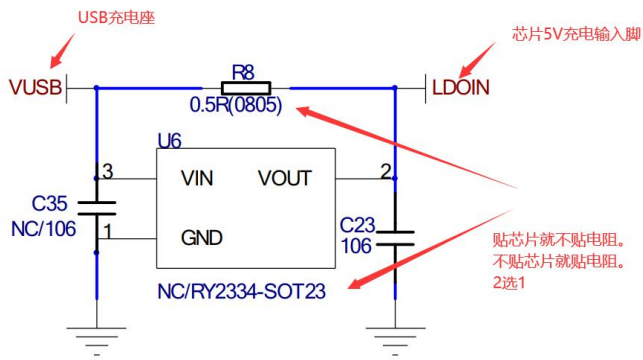 USB充电座
芯片5V充电输入脚
VUSB
R8
LDOIN
0.5R(0805)
U6
3
VIN
VOUT
2
C35
NC/106
1
GND
C23
106
贴芯片就不贴电阻。
不贴芯片就贴电阻。
2选1
NC/RY2334-SOT23